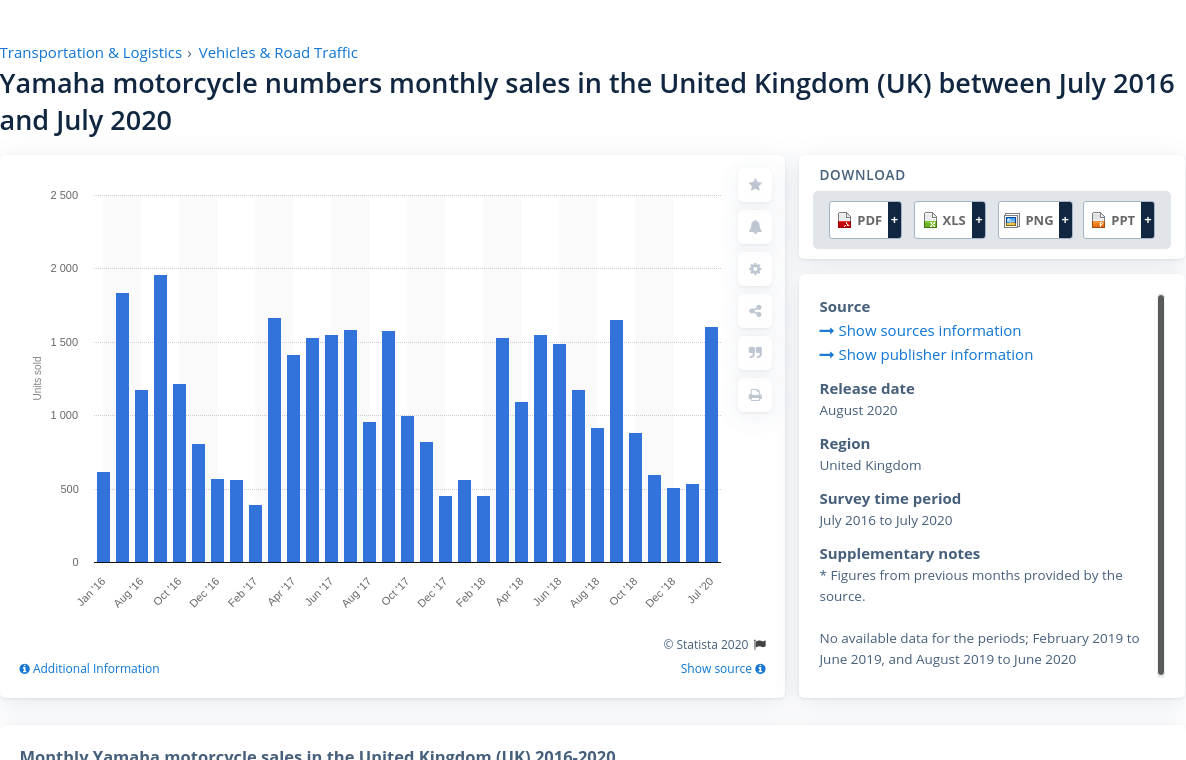 Transportation & Logistics › Vehicles & Road Traffic
Yamaha motorcycle numbers monthly sales in the United Kingdom (UK) between July 2016
and July 2020
2 500
2 000
1 500
1 000
500
0
Units sold
Jan '16
Aug '16
Oct '16
Dec '16
Feb '17
Apr '17
Jun '17
Aug '17
Oct '17
Dec '17
Feb '18
Apr '18
Jun '18
Aug '18
Oct '18
Dec '18
Jul '20
© Statista 2020
Additional Information
Show source
DOWNLOAD
PDF +
XLS +
PNG +
PPT +
Source
Show sources information
Show publisher information
Release date
August 2020
Region
United Kingdom
Survey time period
July 2016 to July 2020
Supplementary notes
* Figures from previous months provided by the
source.
No available data for the periods; February 2019 to
June 2019, and August 2019 to June 2020
Monthly Yamaha motorcycle sales in the United Kingdom (UK) 2016-2020